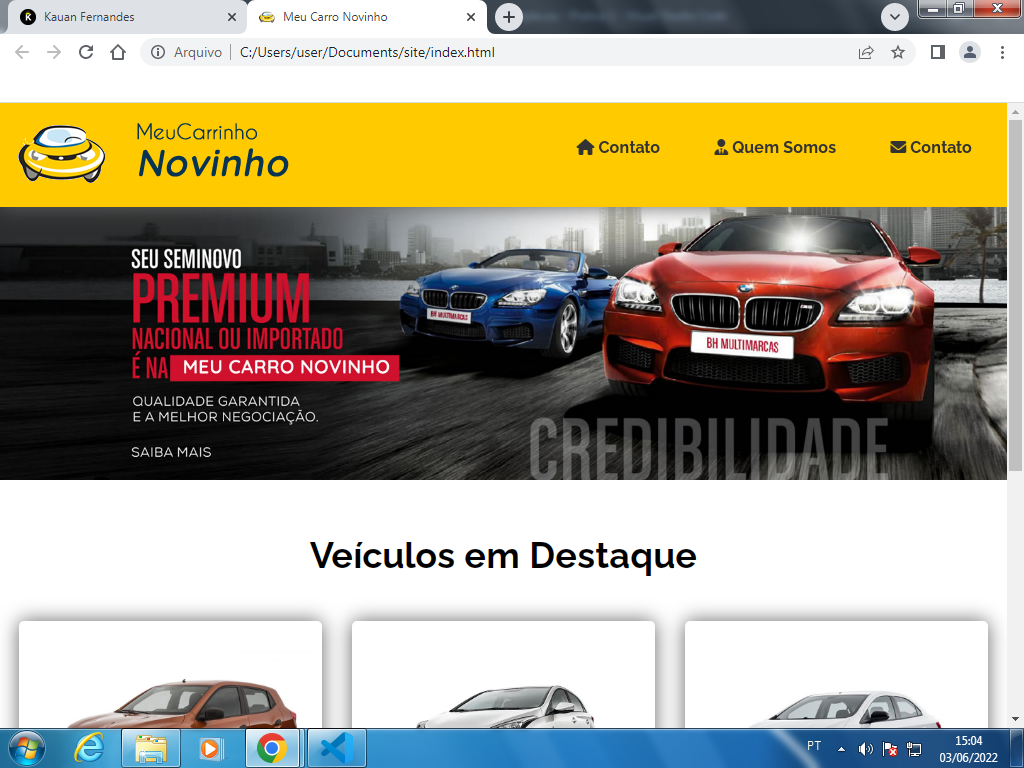 Kauan Fernandes
Meu Carro Novinho
Arquivo
C:/Users/user/Documents/site/index.html
MeuCarrinho
Novinho
Contato
Quem Somos
Contato
SEU SEMINOVO
PREMIUM
NACIONAL OU IMPORTADO
É NA MEU CARRO NOVINHO
QUALIDADE GARANTIDA
E A MELHOR NEGOCIAÇÃO.
SAIBA MAIS
BH MULTIMARCAS
BH MULTIMARCAS
CREDIBILIDADE
Veículos em Destaque
PT
15:04
03/06/2022